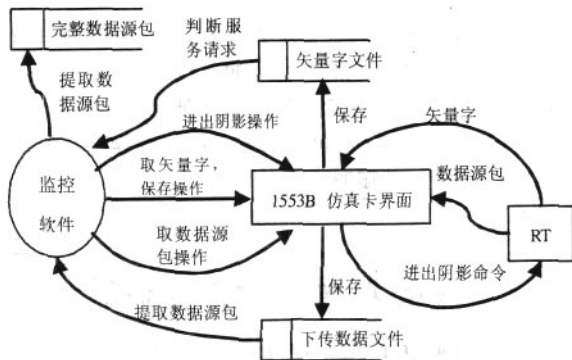 完整数据源包
判断服
务请求
矢量字文件
提取数
据源包
进出阴影操作
保存
矢量字
取矢量字，
保存操作
监控
软件
1553B 仿真卡界面
数据源包
RT
取数据源
包操作
进出阴影命令
保存
提取数据源包
下传数据文件